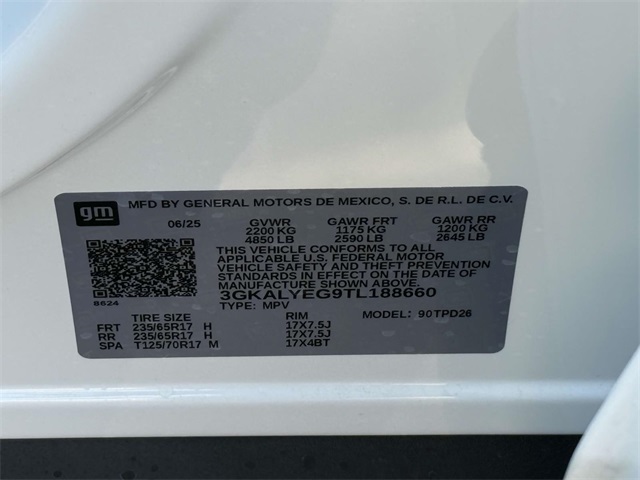 gm MFD BY GENERAL MOTORS DE MEXICO, S. DE R.L. DE C.V.
06/25 GVWR GAWR FRT GAWR RR
2200 KG 1175 KG 1200 KG
4850 LB 2590 LB 2645 LB
THIS VEHICLE CONFORMS TO ALL
APPLICABLE U.S. FEDERAL MOTOR
VEHICLE SAFETY AND THEFT PREVENTION
STANDARDS IN EFFECT ON THE DATE OF
MANUFACTURE SHOWN ABOVE.
8624 3GKALYEG9TL188660
TYPE: MPV MODEL: 90TPD26
TIRE SIZE RIM
FRT 235/65R17 H 17X7.5J
RR 235/65R17 H 17X7.5J
SPA T125/70R17 M 17X4BT